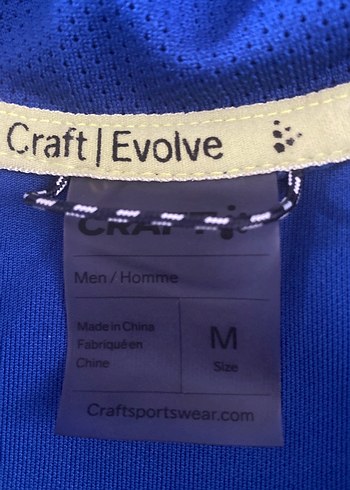 Craft | Evolve
CRAFT
Men / Homme
Made in China
Fabriqué en
Chine
M
Size
Craftsportswear.com